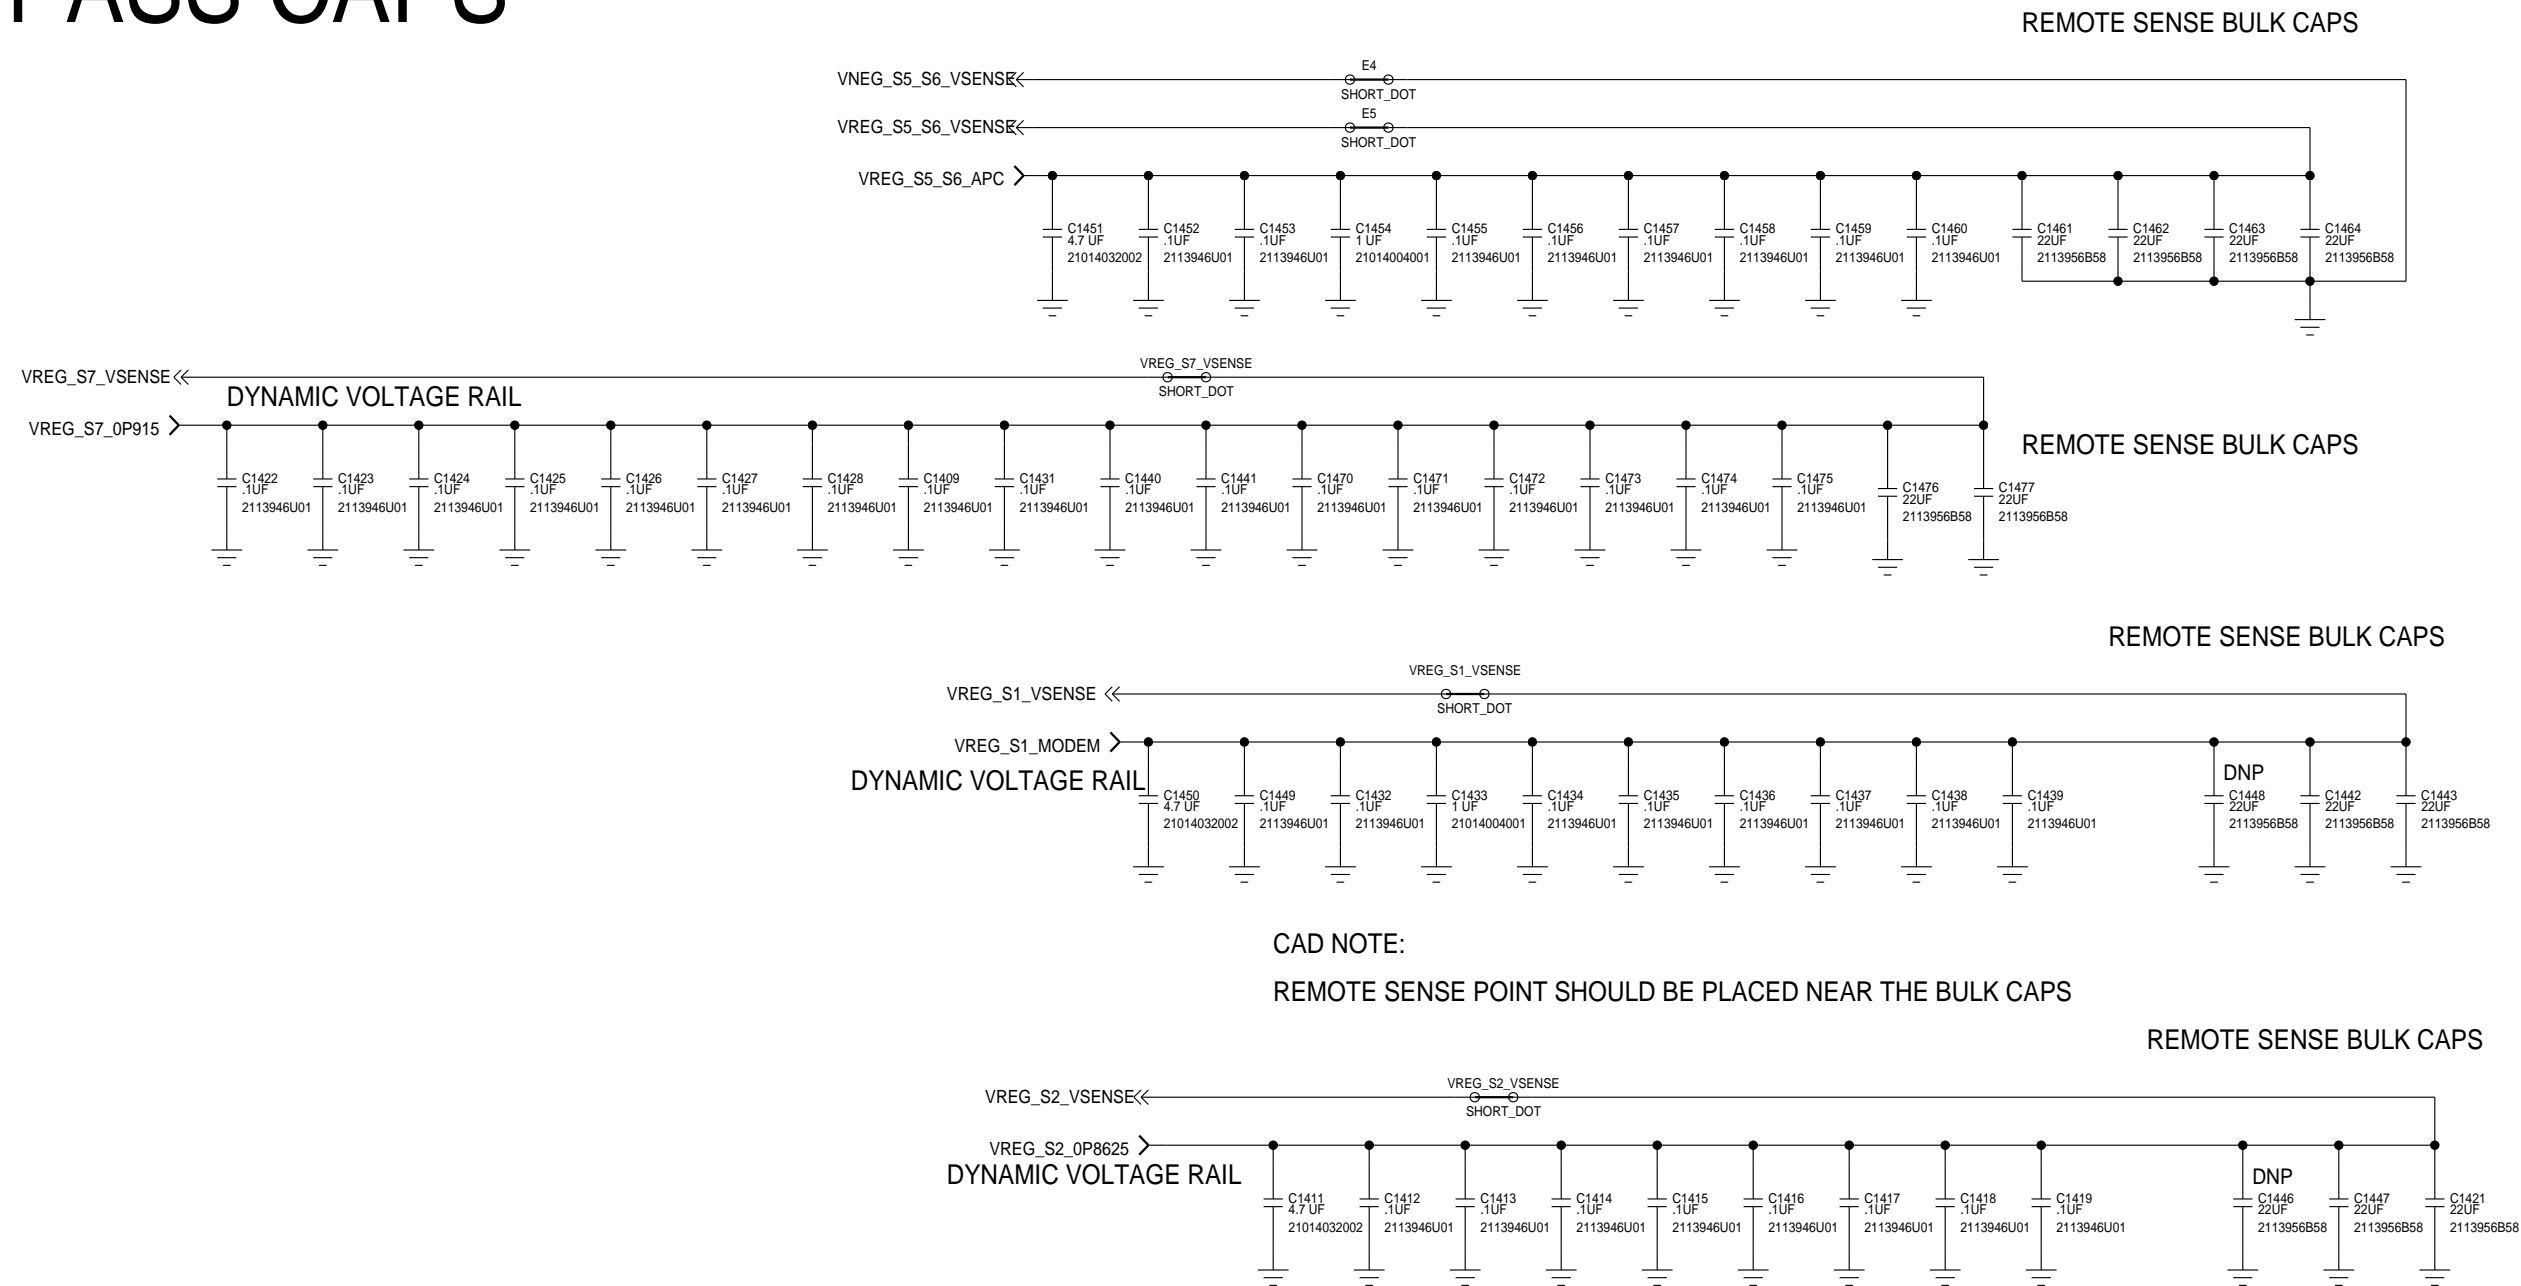 PASS CAPS
REMOTE SENSE BULK CAPS
E4
VNEG_S5_S6_VSENSE
SHORT_DOT
E5
VREG_S5_S6_VSENSE
SHORT_DOT
VREG_S5_S6_APC
C1451 C1452 C1453 C1454 C1455 C1456 C1457 C1458 C1459 C1460 C1461 C1462 C1463 C1464
4.7 UF .1UF .1UF 1 UF .1UF .1UF .1UF .1UF .1UF .1UF 22UF 22UF 22UF 22UF
21014032002 2113946U01 2113946U01 21014004001 2113946U01 2113946U01 2113946U01 2113946U01 2113946U01 2113946U01 2113956B58 2113956B58 2113956B58 2113956B58
VREG_S7_VSENSE
VREG_S7_VSENSE
SHORT_DOT
DYNAMIC VOLTAGE RAIL
VREG_S7_0P915
REMOTE SENSE BULK CAPS
C1422 C1423 C1424 C1425 C1426 C1427 C1428 C1409 C1431 C1440 C1441 C1470 C1471 C1472 C1473 C1474 C1475 C1476 C1477
.1UF .1UF .1UF .1UF .1UF .1UF .1UF .1UF .1UF .1UF .1UF .1UF .1UF .1UF .1UF .1UF .1UF 22UF 22UF
2113946U01 2113946U01 2113946U01 2113946U01 2113946U01 2113946U01 2113946U01 2113946U01 2113946U01 2113946U01 2113946U01 2113946U01 2113946U01 2113946U01 2113946U01 2113946U01 2113946U01 2113956B58 2113956B58
REMOTE SENSE BULK CAPS
VREG_S1_VSENSE
VREG_S1_VSENSE
SHORT_DOT
VREG_S1_MODEM
DYNAMIC VOLTAGE RAIL
DNP
C1450 C1449 C1432 C1433 C1434 C1435 C1436 C1437 C1438 C1439 C1448 C1442 C1443
4.7 UF .1UF .1UF 1 UF .1UF .1UF .1UF .1UF .1UF .1UF 22UF 22UF 22UF
21014032002 2113946U01 2113946U01 21014004001 2113946U01 2113946U01 2113946U01 2113946U01 2113946U01 2113946U01 2113956B58 2113956B58 2113956B58
CAD NOTE:
REMOTE SENSE POINT SHOULD BE PLACED NEAR THE BULK CAPS
REMOTE SENSE BULK CAPS
VREG_S2_VSENSE
VREG_S2_VSENSE
SHORT_DOT
VREG_S2_0P8625
DYNAMIC VOLTAGE RAIL
DNP
C1411 C1412 C1413 C1414 C1415 C1416 C1417 C1418 C1419 C1446 C1447 C1421
4.7 UF .1UF .1UF .1UF .1UF .1UF .1UF .1UF .1UF 22UF 22UF 22UF
21014032002 2113946U01 2113946U01 2113946U01 2113946U01 2113946U01 2113946U01 2113946U01 2113946U01 2113956B58 2113956B58 2113956B58